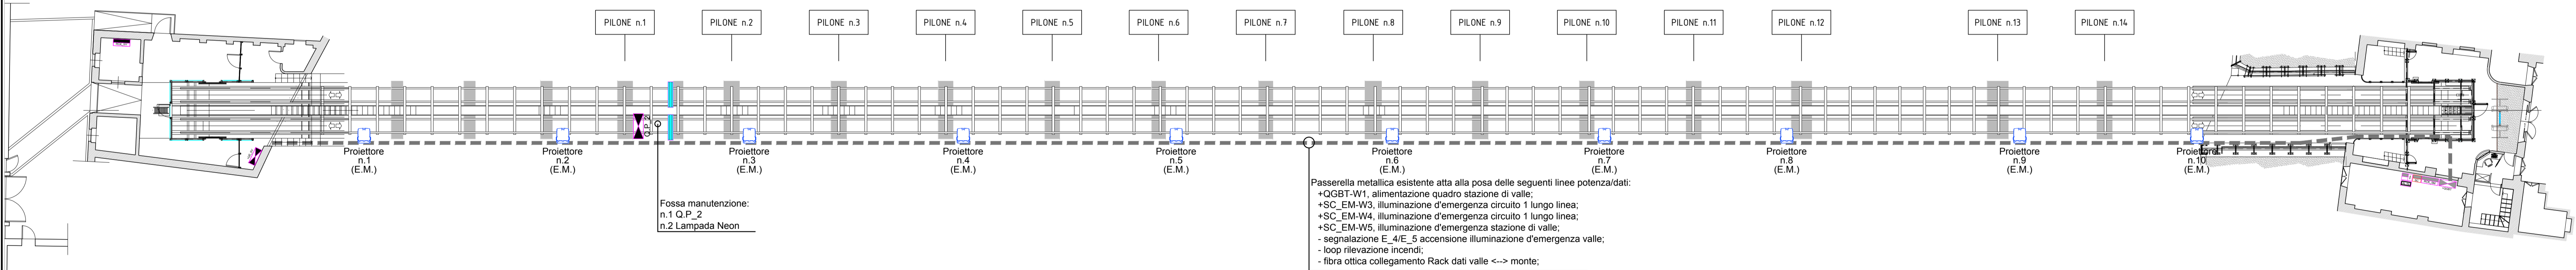 PILONE n.1
PILONE n.2
PILONE n.3
PILONE n.4
PILONE n.5
PILONE n.6
PILONE n.7
PILONE n.8
PILONE n.9
PILONE n.10
PILONE n.11
PILONE n.12
PILONE n.13
PILONE n.14
Q.P_2
Proiettore
n.1
(E.M.)
Proiettore
n.2
(E.M.)
Proiettore
n.3
(E.M.)
Proiettore
n.4
(E.M.)
Proiettore
n.5
(E.M.)
Proiettore
n.6
(E.M.)
Proiettore
n.7
(E.M.)
Proiettore
n.8
(E.M.)
Proiettore
n.9
(E.M.)
Proiettore
n.10
(E.M.)
Fossa manutenzione:
n.1 Q.P_2
n.2 Lampada Neon
Passerella metallica esistente atta alla posa delle seguenti linee potenza/dati:
+QGBT-W1, alimentazione quadro stazione di valle;
+SC_EM-W3, illuminazione d'emergenza circuito 1 lungo linea;
+SC_EM-W4, illuminazione d'emergenza circuito 1 lungo linea;
+SC_EM-W5, illuminazione d'emergenza stazione di valle;
- segnalazione E_4/E_5 accensione illuminazione d'emergenza valle;
- loop rilevazione incendi;
- fibra ottica collegamento Rack dati valle <--> monte;